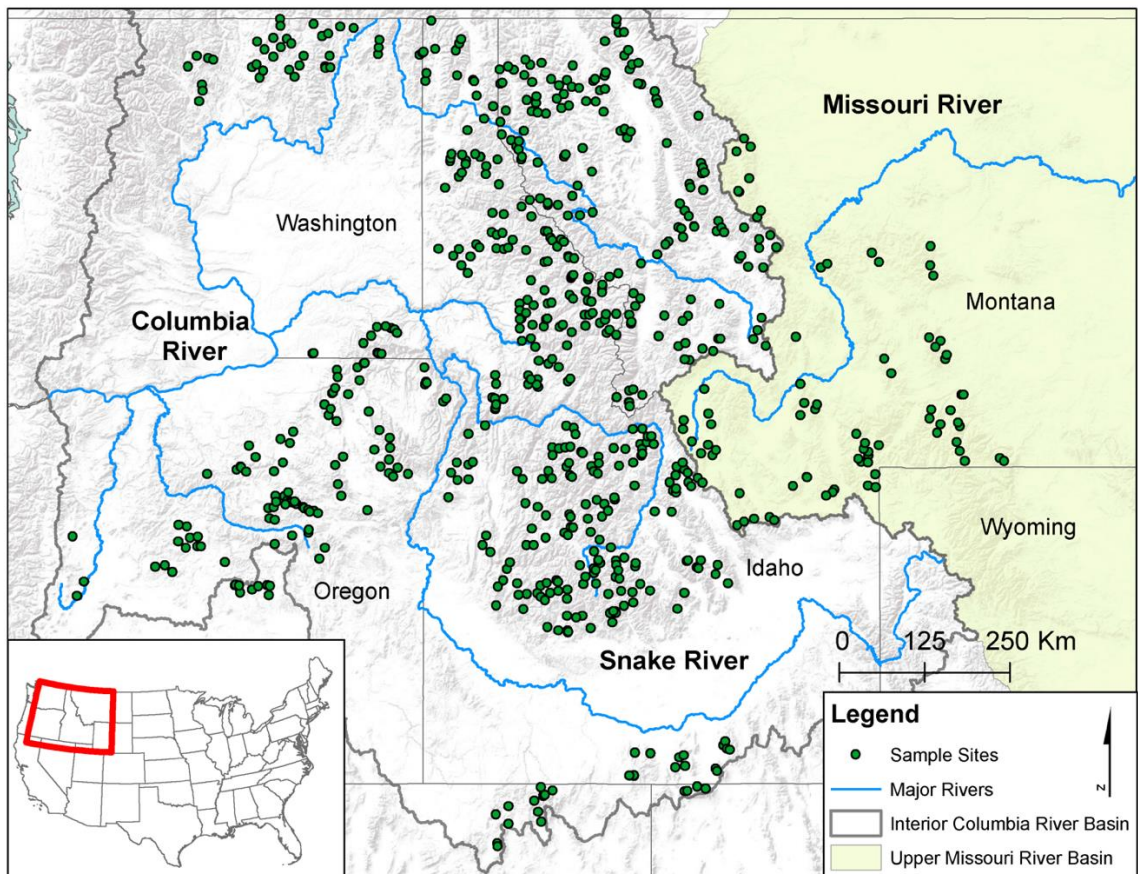 Missouri River
Washington
Montana
Columbia
River
Wyoming
Idaho
Oregon
0 125 250 Km
Snake River
Legend
Sample Sites
Major Rivers
Interior Columbia River Basin
Upper Missouri River Basin
N